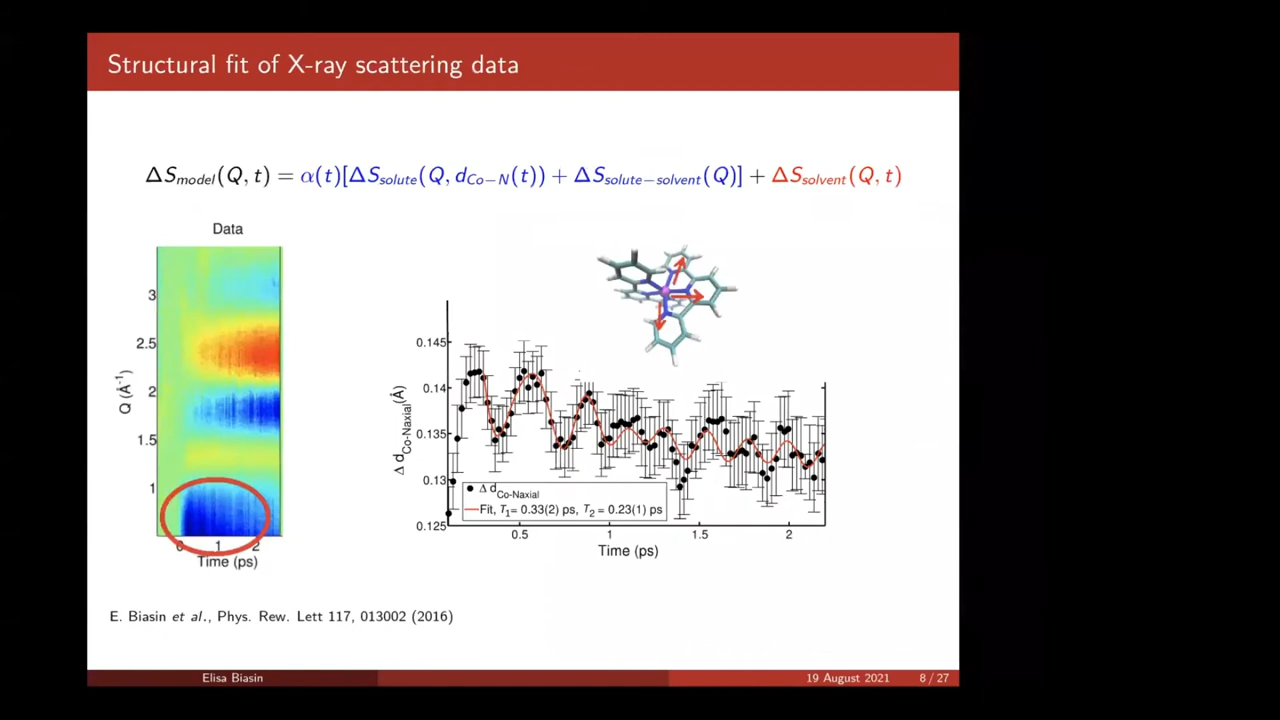 Structural fit of X-ray scattering data
ΔS_model(Q, t) = α(t)[ΔS_solute(Q, d_Co−N(t)) + ΔS_solute−solvent(Q)] + ΔS_solvent(Q, t)
Data
3
2.5
2
1.5
1
Q (Å⁻¹)
0 1 2
Time (ps)
0.145
0.14
0.135
0.13
0.125
Δ d_Co-Naxial(Å)
Δ d_Co-Naxial
Fit, T₁= 0.33(2) ps, T₂ = 0.23(1) ps
0.5 1 1.5 2
Time (ps)
E. Biasin et al., Phys. Rew. Lett 117, 013002 (2016)
Elisa Biasin 19 August 2021 8 / 27